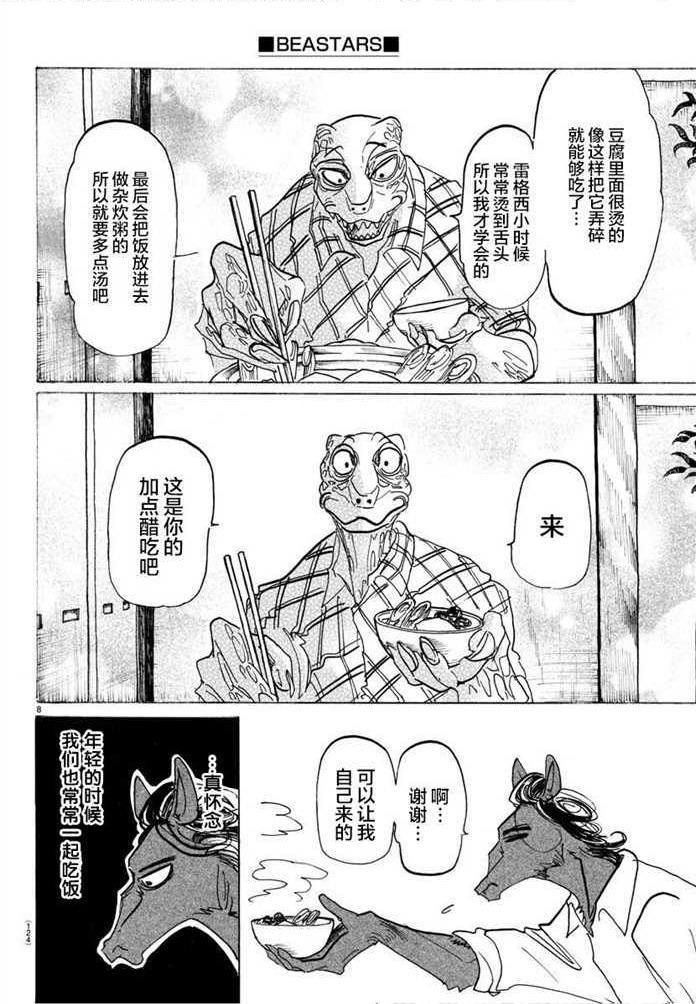 ■BEASTARS■
豆腐里面很烫的
像这样把它弄碎
就能够吃了…
雷格西小时候
常常烫到舌头
所以我才学会的
最后会把饭放进去
做杂炊粥的
所以就要多点汤吧
来
这是你的
加点醋吃吧
啊…
谢谢…
可以让我
自己来的
…真怀念
年轻的时候
我们也常常一起吃饭
8
(124)